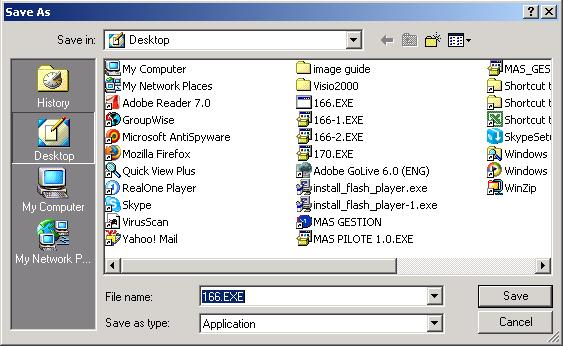 Save As
Save in: Desktop
History
Desktop
My Computer
My Network P...
My Computer
My Network Places
Adobe Reader 7.0
GroupWise
Microsoft AntiSpyware
Mozilla Firefox
Quick View Plus
RealOne Player
Skype
VirusScan
Yahoo! Mail
image guide
Visio2000
166.EXE
166-1.EXE
166-2.EXE
170.EXE
Adobe GoLive 6.0 (ENG)
install_flash_player.exe
install_flash_player-1.exe
MAS GESTION
MAS PILOTE 1.0.EXE
MAS_GES
Shortcut t
Shortcut t
Shortcut t
SkypeSetu
Windows
Windows
WinZip
File name: 166.EXE
Save
Save as type: Application
Cancel